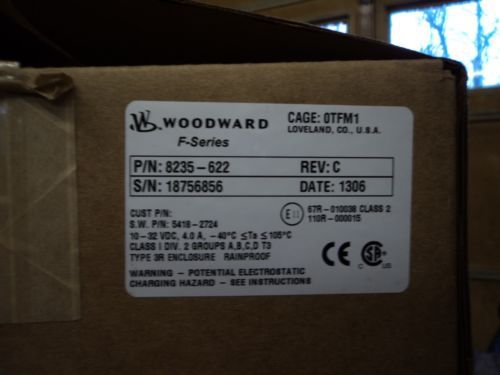 W WOODWARD
F-Series
CAGE: 0TFM1
LOVELAND, CO., U.S.A.
P/N: 8235-622 REV: C
S/N: 18756856 DATE: 1306
CUST P/N:
S.W. P/N: 5418-2724
10-32 VDC, 4.0 A, -40°C ≤Ta ≤105°C
CLASS I DIV. 2 GROUPS A,B,C,D T3
TYPE 3R ENCLOSURE RAINPROOF
WARNING - POTENTIAL ELECTROSTATIC
CHARGING HAZARD - SEE INSTRUCTIONS
67R-010036 CLASS 2
110R-000015
CE
C US